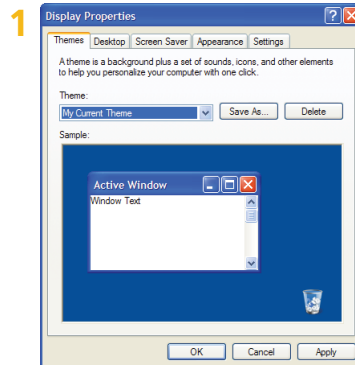 1
Display Properties
Themes Desktop Screen Saver Appearance Settings
A theme is a background plus a set of sounds, icons, and other elements
to help you personalize your computer with one click.
Theme:
My Current Theme Save As... Delete
Sample:
Active Window
Window Text
OK Cancel Apply